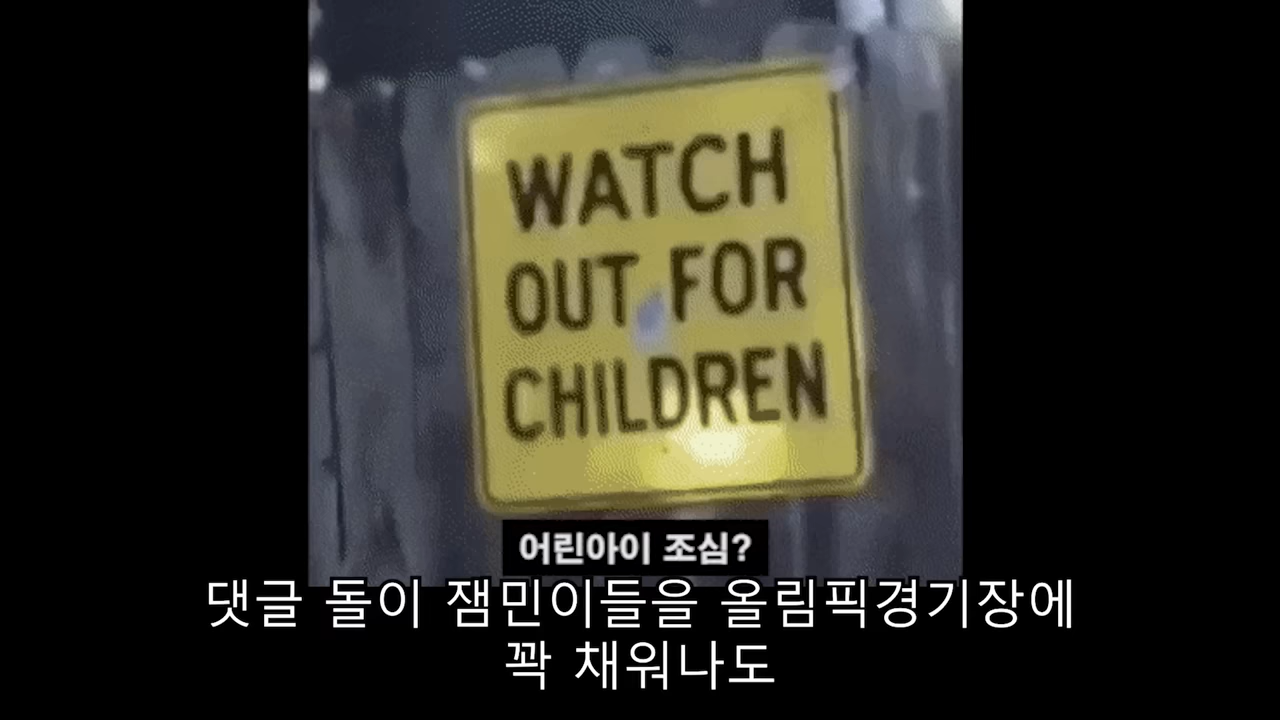 WATCH
OUT FOR
CHILDREN
어린아이 조심?
댓글 돌이 잼민이들을 올림픽경기장에
꽉 채워나도